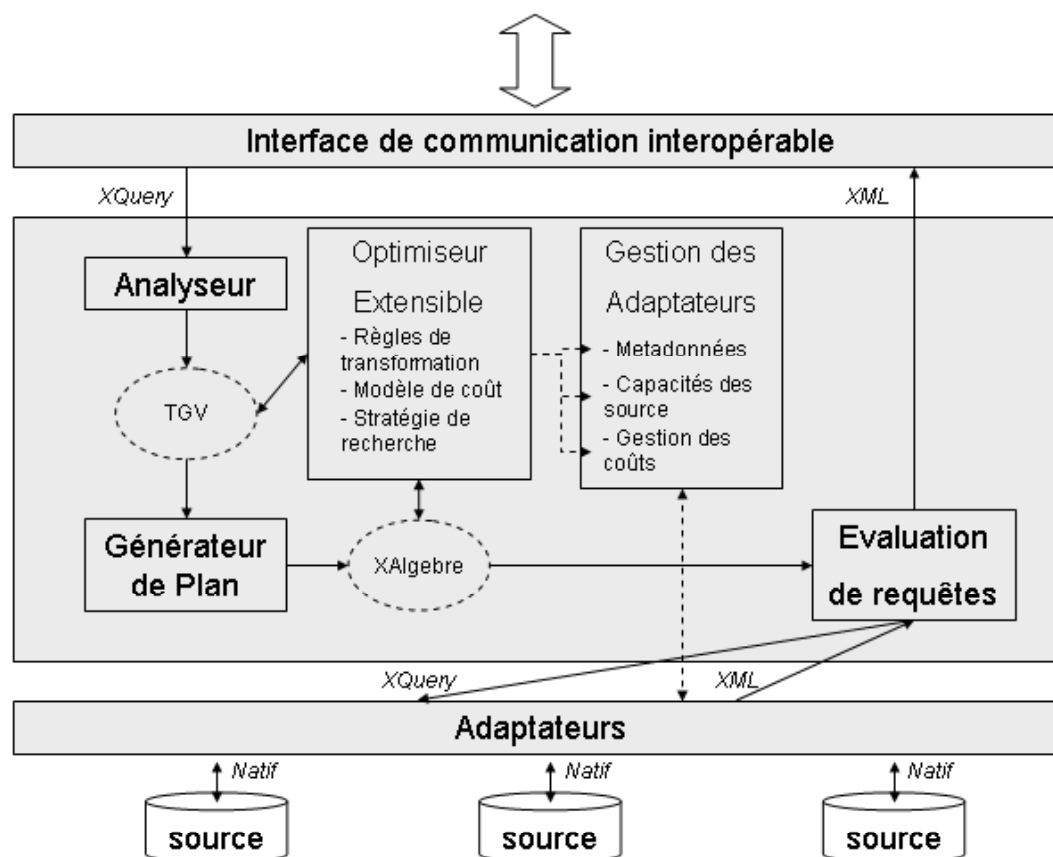 Interface de communication interopérable
XQuery
XML
Analyseur
TGV
Générateur
de Plan
Optimiseur
Extensible
- Règles de
transformation
- Modèle de coût
- Stratégie de
recherche
XAlgebre
Gestion des
Adaptateurs
- Metadonnées
- Capacités des
source
- Gestion des
coûts
Evaluation
de requêtes
XQuery
XML
Adaptateurs
Natif
Natif
Natif
source
source
source